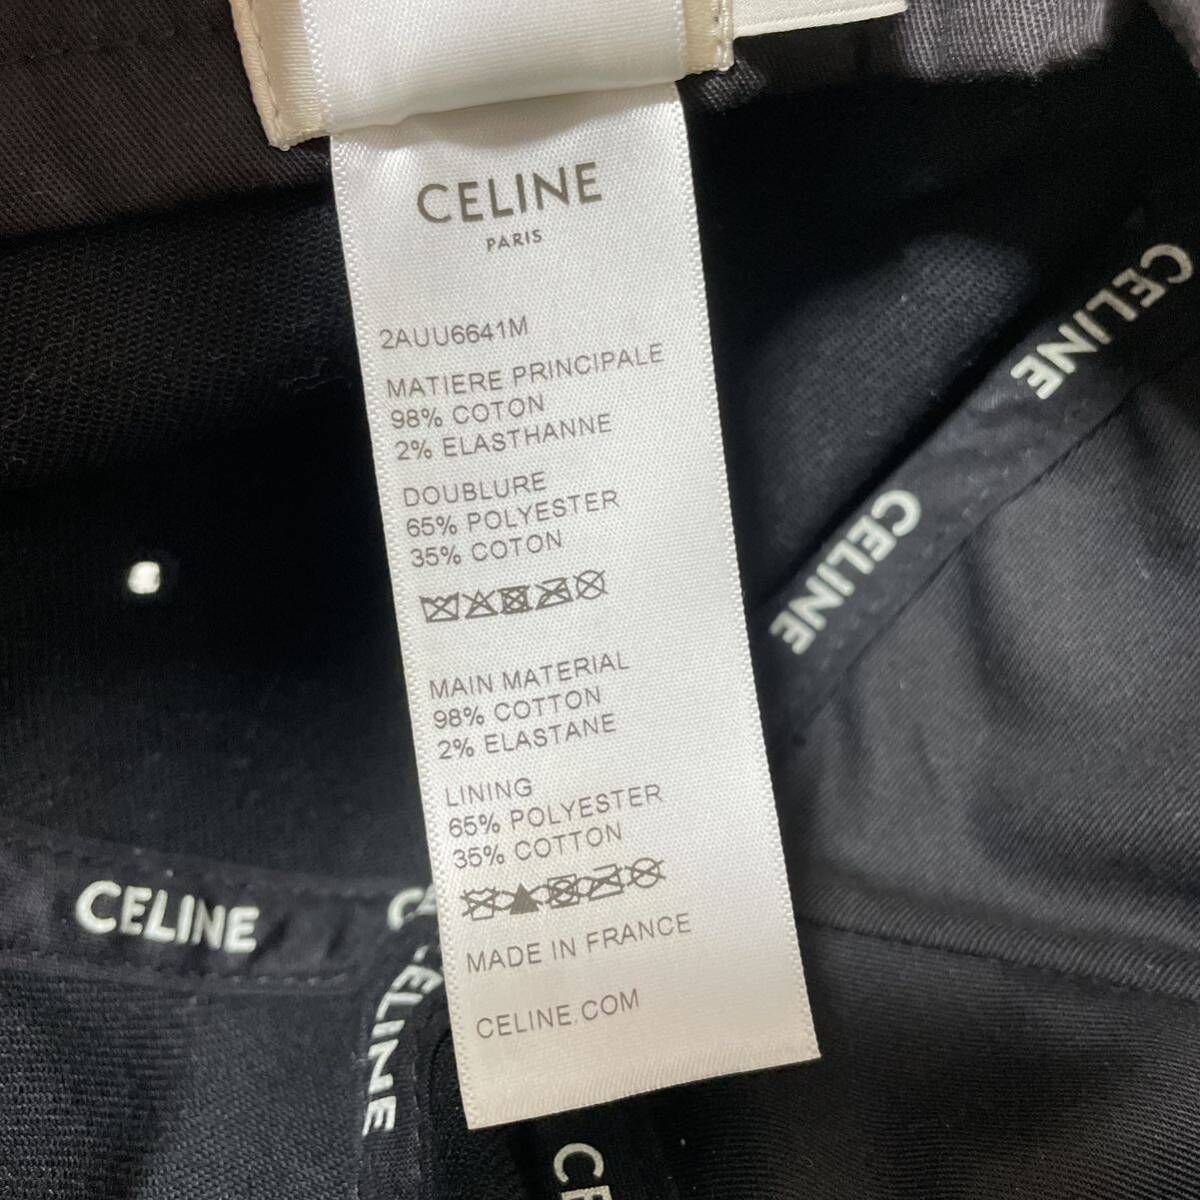 CELINE
PARIS
2AUU6641M
MATIERE PRINCIPALE
98% COTON
2% ELASTHANNE
DOUBLURE
65% POLYESTER
35% COTON
MAIN MATERIAL
98% COTTON
2% ELASTANE
LINING
65% POLYESTER
35% COTTON
MADE IN FRANCE
CELINE.COM
CELINE
CELINE
CELINE
CELINE